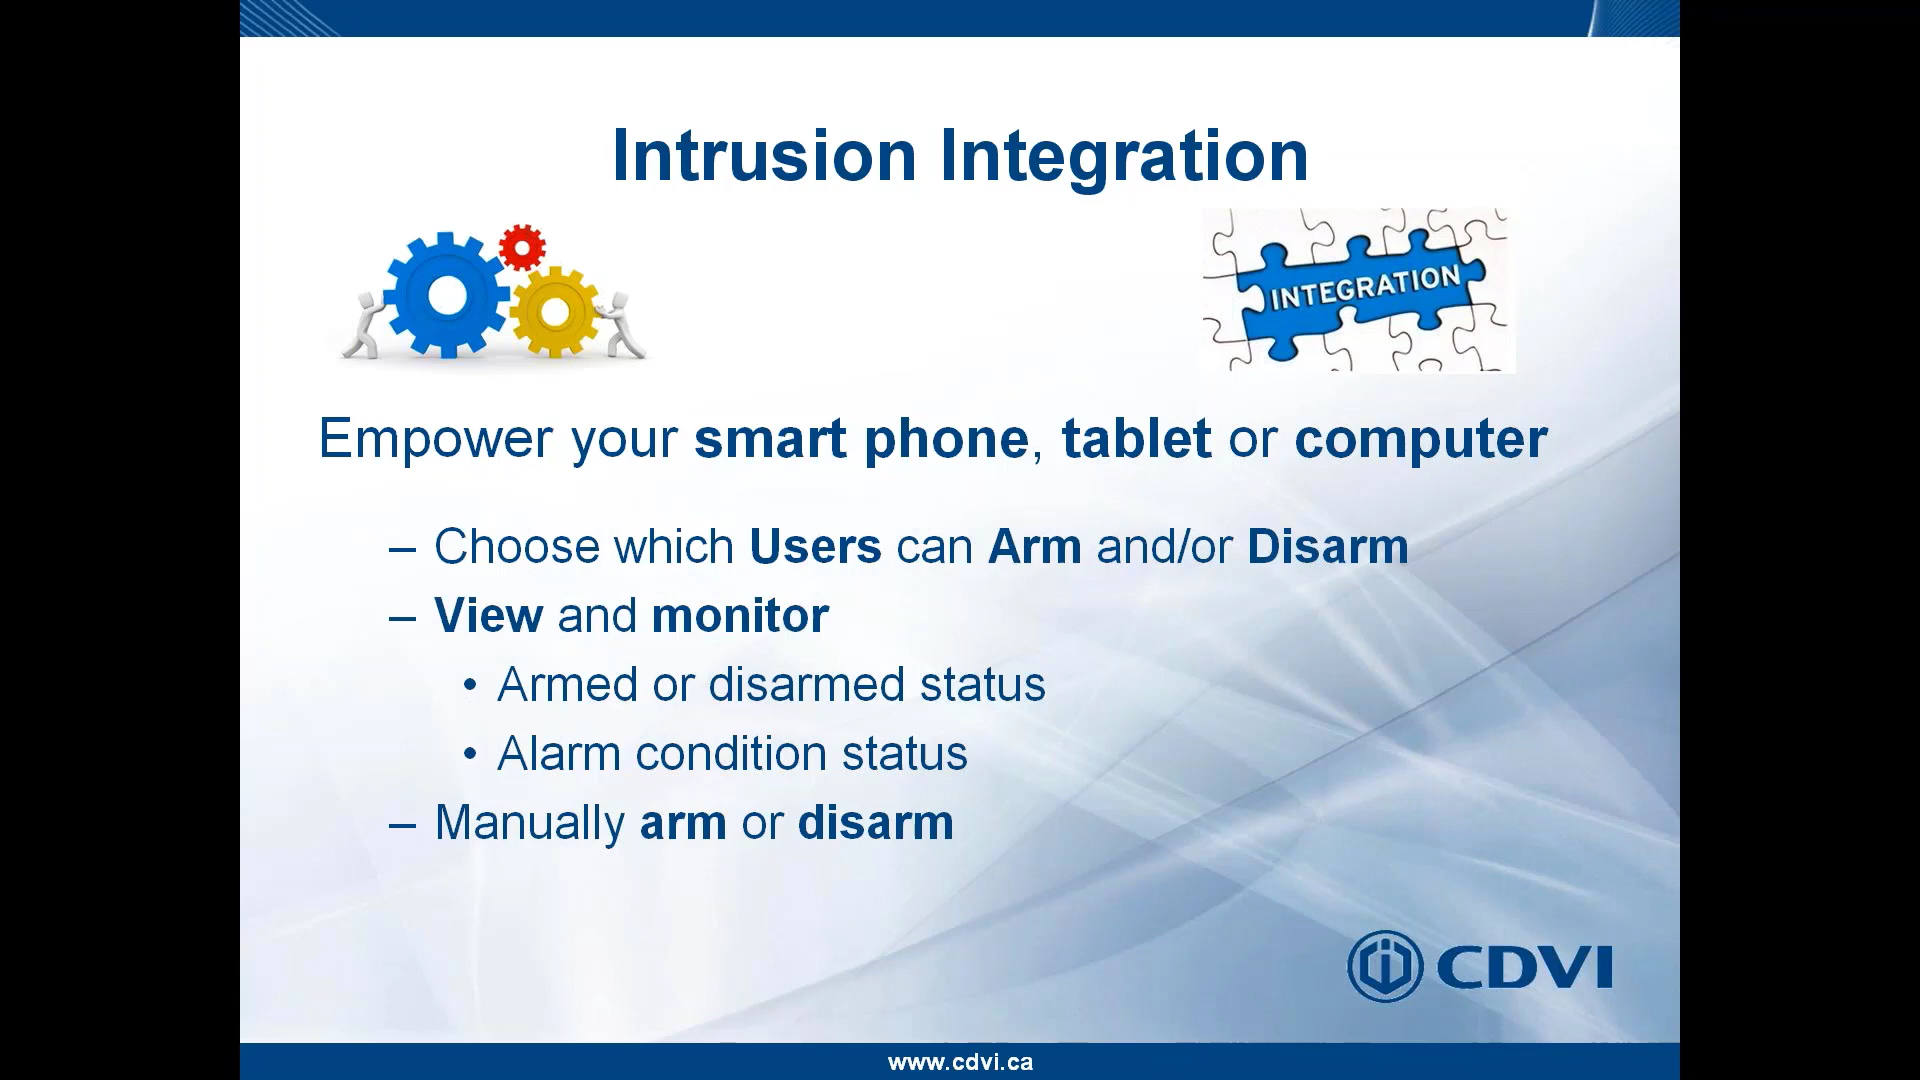 Intrusion Integration
INTEGRATION
Empower your smart phone, tablet or computer
– Choose which Users can Arm and/or Disarm
– View and monitor
• Armed or disarmed status
• Alarm condition status
– Manually arm or disarm
CDVI
www.cdvi.ca